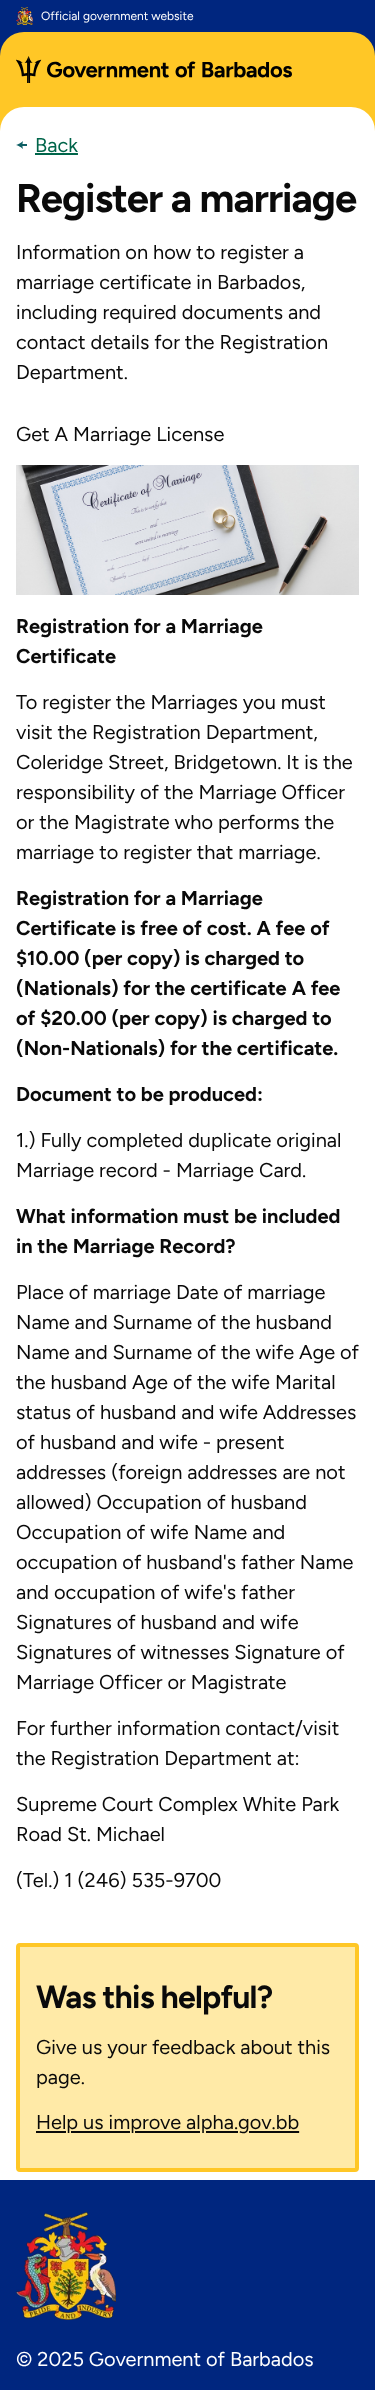 Official government website
Government of Barbados
Back
Register a marriage
Information on how to register a
marriage certificate in Barbados,
including required documents and
contact details for the Registration
Department.
Get A Marriage License
Certificate of Marriage
Registration for a Marriage
Certificate
To register the Marriages you must
visit the Registration Department,
Coleridge Street, Bridgetown. It is the
responsibility of the Marriage Officer
or the Magistrate who performs the
marriage to register that marriage.
Registration for a Marriage
Certificate is free of cost. A fee of
$10.00 (per copy) is charged to
(Nationals) for the certificate A fee
of $20.00 (per copy) is charged to
(Non-Nationals) for the certificate.
Document to be produced:
1.) Fully completed duplicate original
Marriage record - Marriage Card.
What information must be included
in the Marriage Record?
Place of marriage Date of marriage
Name and Surname of the husband
Name and Surname of the wife Age of
the husband Age of the wife Marital
status of husband and wife Addresses
of husband and wife - present
addresses (foreign addresses are not
allowed) Occupation of husband
Occupation of wife Name and
occupation of husband's father Name
and occupation of wife's father
Signatures of husband and wife
Signatures of witnesses Signature of
Marriage Officer or Magistrate
For further information contact/visit
the Registration Department at:
Supreme Court Complex White Park
Road St. Michael
(Tel.) 1 (246) 535-9700
Was this helpful?
Give us your feedback about this
page.
Help us improve alpha.gov.bb
PRIDE AND INDUSTRY
© 2025 Government of Barbados